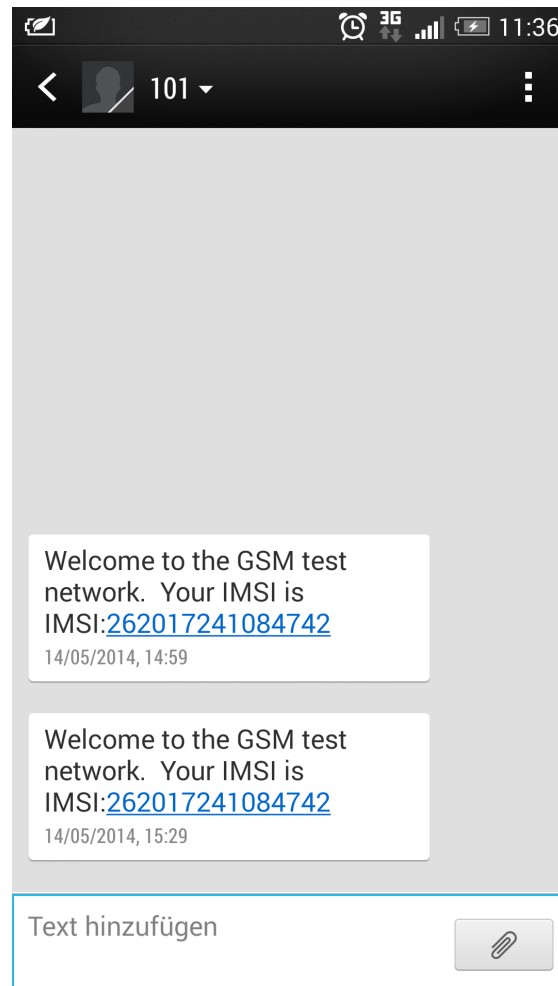 3G 11:36
101
Welcome to the GSM test
network.  Your IMSI is
IMSI:262017241084742
14/05/2014, 14:59
Welcome to the GSM test
network.  Your IMSI is
IMSI:262017241084742
14/05/2014, 15:29
Text hinzufügen